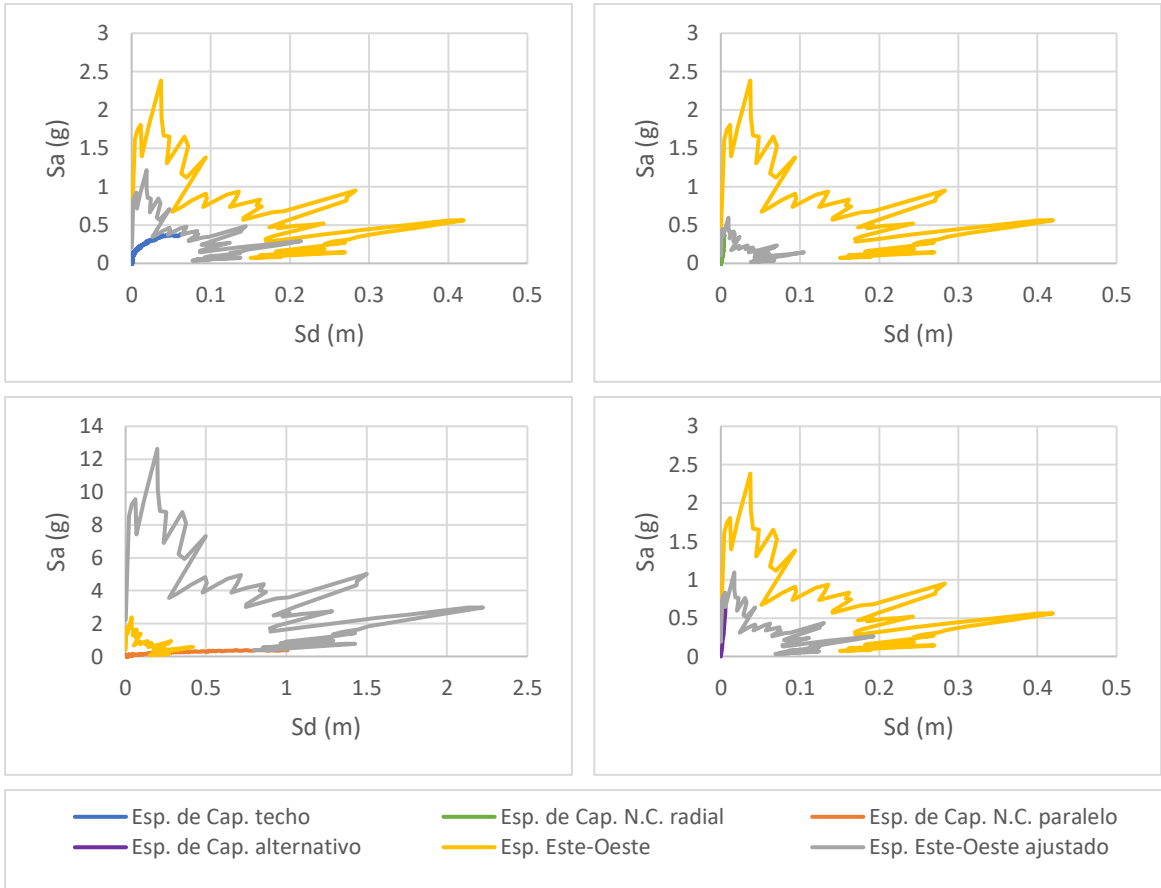 3
2.5
2
1.5
1
0.5
0
Sa (g)
0 0.1 0.2 0.3 0.4 0.5
Sd (m)
3
2.5
2
1.5
1
0.5
0
Sa (g)
0 0.1 0.2 0.3 0.4 0.5
Sd (m)
14
12
10
8
6
4
2
0
Sa (g)
0 0.5 1 1.5 2 2.5
Sd (m)
3
2.5
2
1.5
1
0.5
0
Sa (g)
0 0.1 0.2 0.3 0.4 0.5
Sd (m)
Esp. de Cap. techo Esp. de Cap. N.C. radial Esp. de Cap. N.C. paralelo
Esp. de Cap. alternativo Esp. Este-Oeste Esp. Este-Oeste ajustado